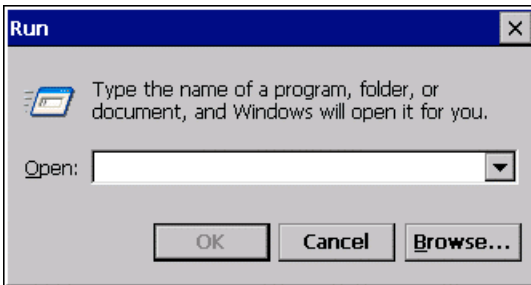 Run
Type the name of a program, folder, or
document, and Windows will open it for you.
Open:
OK Cancel Browse...